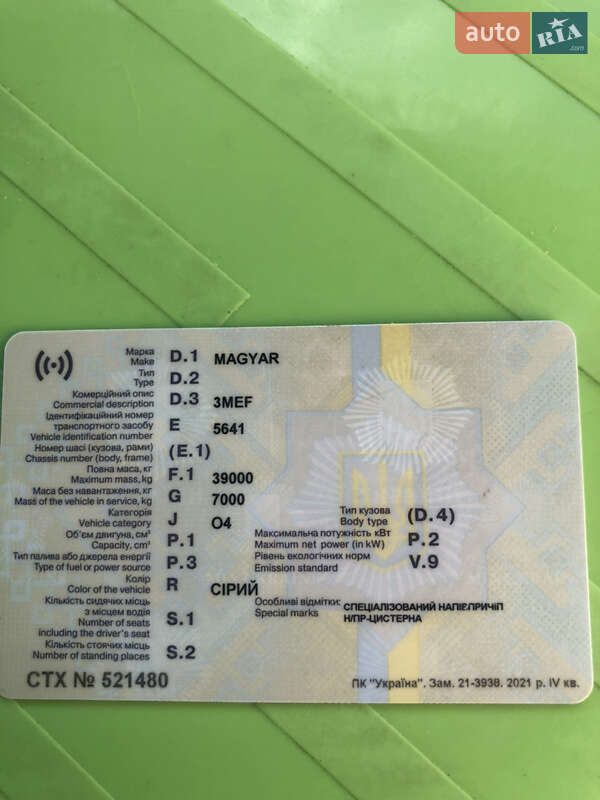 auto RIA .com
Марка D.1 MAGYAR
Make
Тип D.2
Type
Комерційний опис D.3 3MEF
Commercial description
Ідентифікаційний номер
транспортного засобу E 5641
Vehicle identification number
Номер шасі (кузова, рами) (E.1)
Chassis number (body, frame)
Повна маса, кг F.1 39000
Maximum mass, kg
Маса без навантаження, кг G 7000
Mass of the vehicle in service, kg
Категорія J O4
Vehicle category
Об'єм двигуна, см³ P.1
Capacity, cm³
Тип палива або джерела енергії P.3
Type of fuel or power source
Колір R СІРИЙ
Color of the vehicle
Кількість сидячих місць
з місцем водія S.1
Number of seats
including the driver's seat
Кількість стоячих місць S.2
Number of standing places
Тип кузова (D.4)
Body type
Максимальна потужність кВт P.2
Maximum net power (in kW)
Рівень екологічних норм V.9
Emission standard
Особливі відмітки: СПЕЦІАЛІЗОВАНИЙ НАПІВПРИЧІП
Special marks Н/ПР-ЦИСТЕРНА
СТХ № 521480
ПК "Україна". Зам. 21-3938. 2021 р. IV кв.